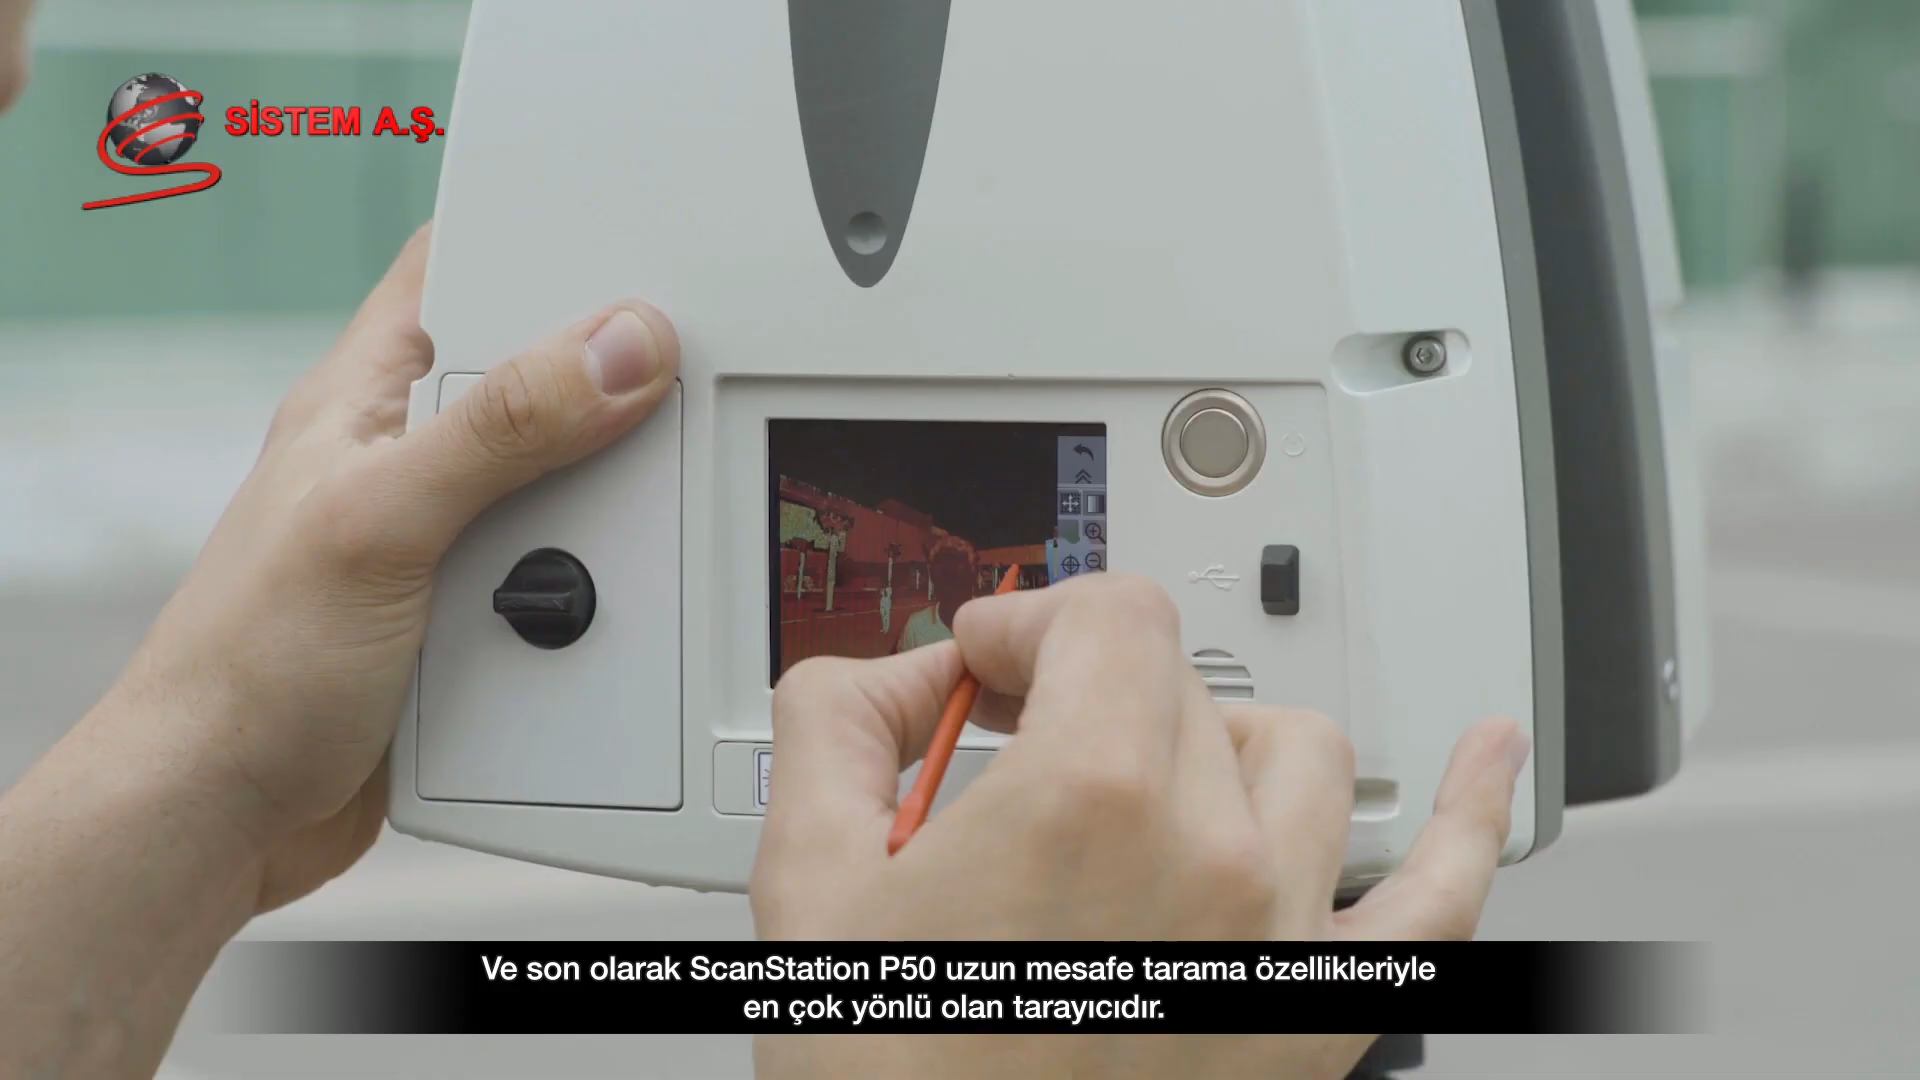 SİSTEM A.Ş.
Ve son olarak ScanStation P50 uzun mesafe tarama özellikleriyle
en çok yönlü olan tarayıcıdır.